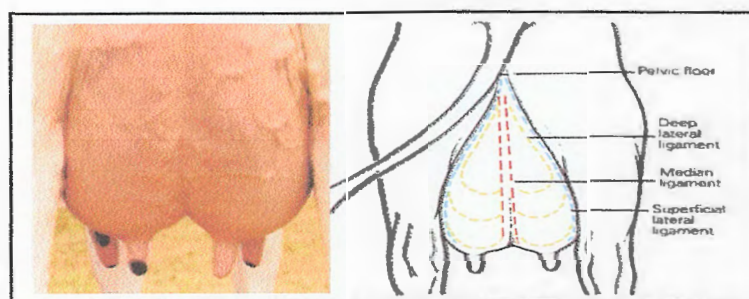 Pelvic floor
Deep
lateral
ligament
Median
ligament
Superficial
lateral
ligament